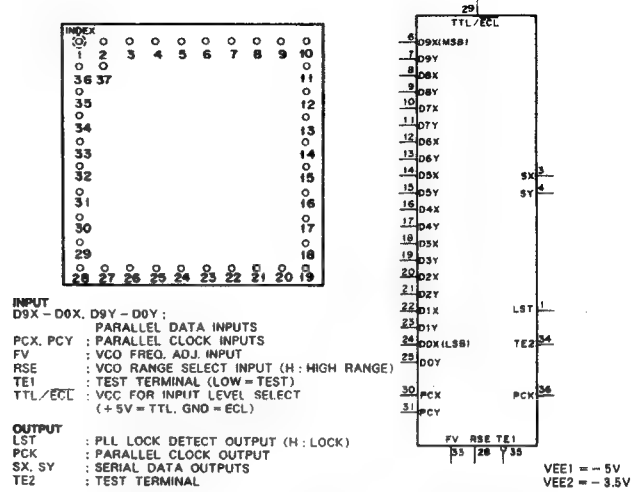 INDEX
1 2 3 4 5 6 7 8 9 10
36 37 11
35 12
34 13
33 14
32 15
31 16
30 17
29 18
28 27 26 25 24 23 22 21 20 19
INPUT
D9X – D0X, D9Y – D0Y ;
PARALLEL DATA INPUTS
PCX, PCY : PARALLEL CLOCK INPUTS
FV : VCO FREQ. ADJ. INPUT
RSE : VCO RANGE SELECT INPUT (H : HIGH RANGE)
TE1 : TEST TERMINAL (LOW = TEST)
TTL/ECL : VCC FOR INPUT LEVEL SELECT
(+ 5V = TTL, GND = ECL)
OUTPUT
LST : PLL LOCK DETECT OUTPUT (H : LOCK)
PCK : PARALLEL CLOCK OUTPUT
SX, SY : SERIAL DATA OUTPUTS
TE2 : TEST TERMINAL
29
TTL/ECL
6 D9X(MSB)
7 D9Y
8 D8X
9 D8Y
10 D7X
11 D7Y
12 D6X
13 D6Y
14 D5X SX 3
15 D5Y SY 4
16 D4X
17 D4Y
18 D3X
19 D3Y
20 D2X
21 D2Y
22 D1X LST 1
23 D1Y
24 D0X(LSB) TE2 34
25 D0Y
30 PCX PCK 36
31 PCY
FV RSE TE1
33 28 35
VEE1 = – 5V
VEE2 = – 3.5V